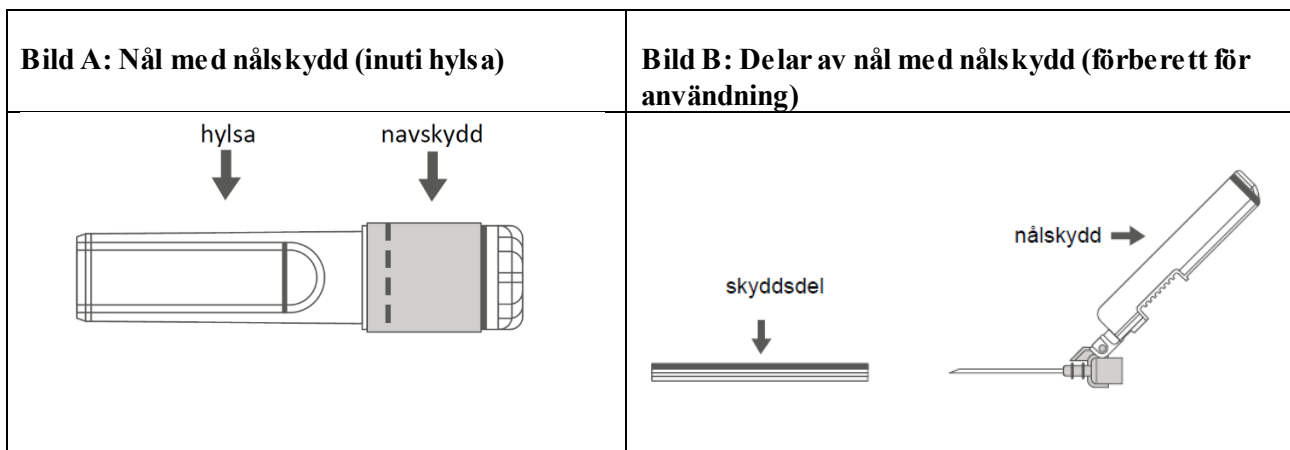 Bild A: Nål med nålskydd (inuti hylsa)
Bild B: Delar av nål med nålskydd (förberett för
användning)
hylsa
navskydd
nålskydd
skyddsdel